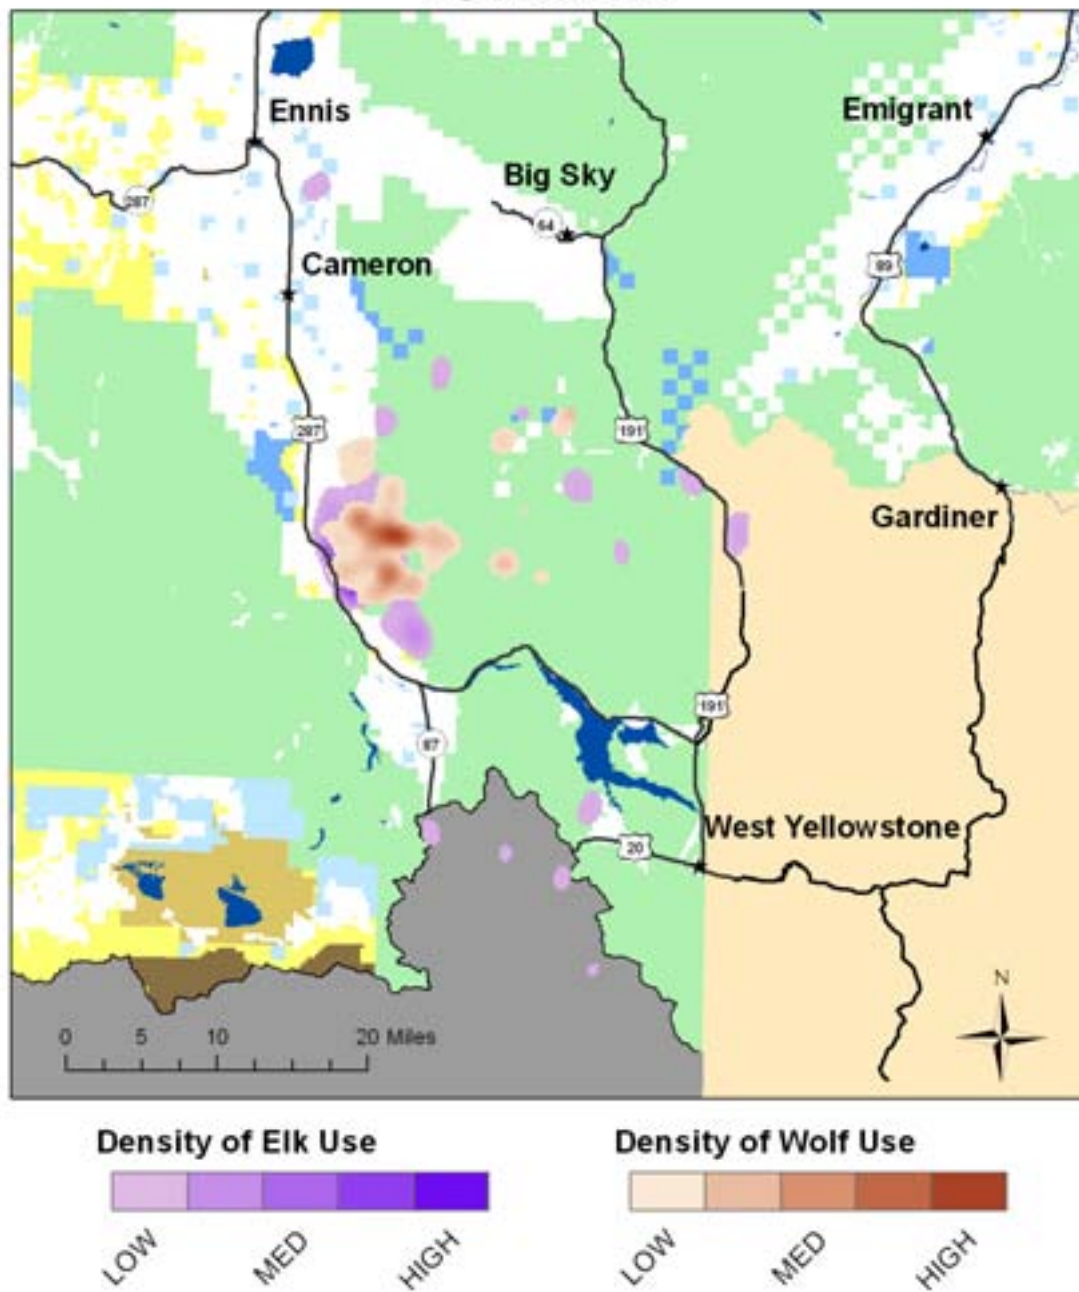 Ennis
Emigrant
Big Sky
287
64
Cameron
89
287
191
Gardiner
191
87
West Yellowstone
20
N
0 5 10 20 Miles
Density of Elk Use
Density of Wolf Use
LOW MED HIGH
LOW MED HIGH